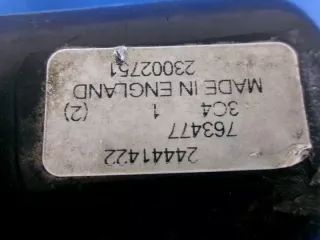 24441422
763477
3C4 1 (2)
MADE IN ENGLAND
23002751